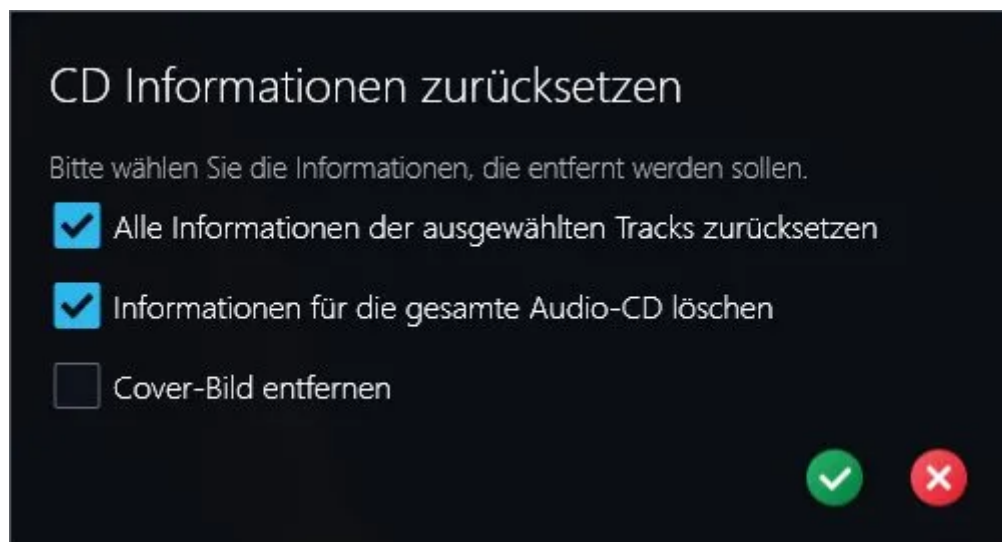 CD Informationen zurücksetzen
Bitte wählen Sie die Informationen, die entfernt werden sollen.
Alle Informationen der ausgewählten Tracks zurücksetzen
Informationen für die gesamte Audio-CD löschen
Cover-Bild entfernen